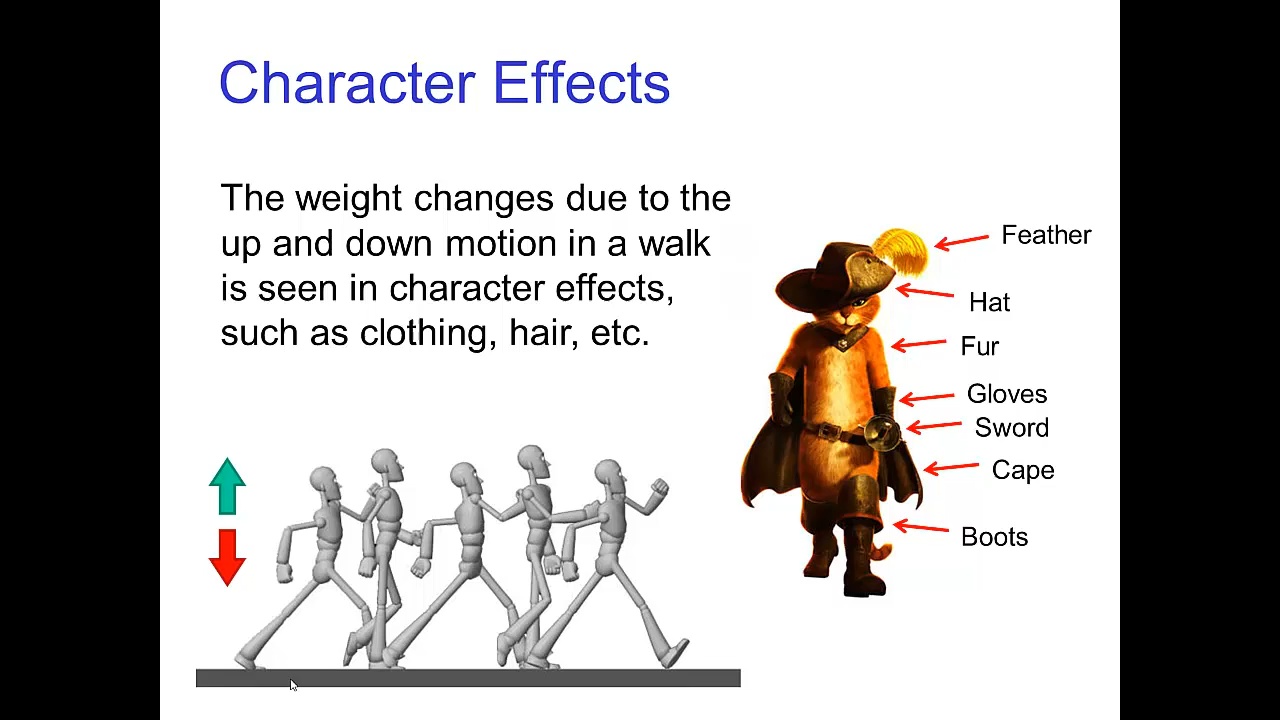 Character Effects
The weight changes due to the
up and down motion in a walk
is seen in character effects,
such as clothing, hair, etc.
Feather
Hat
Fur
Gloves
Sword
Cape
Boots